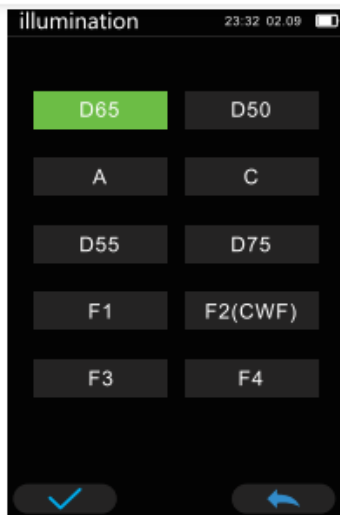 illumination 23:32 02.09
D65 D50
A C
D55 D75
F1 F2(CWF)
F3 F4